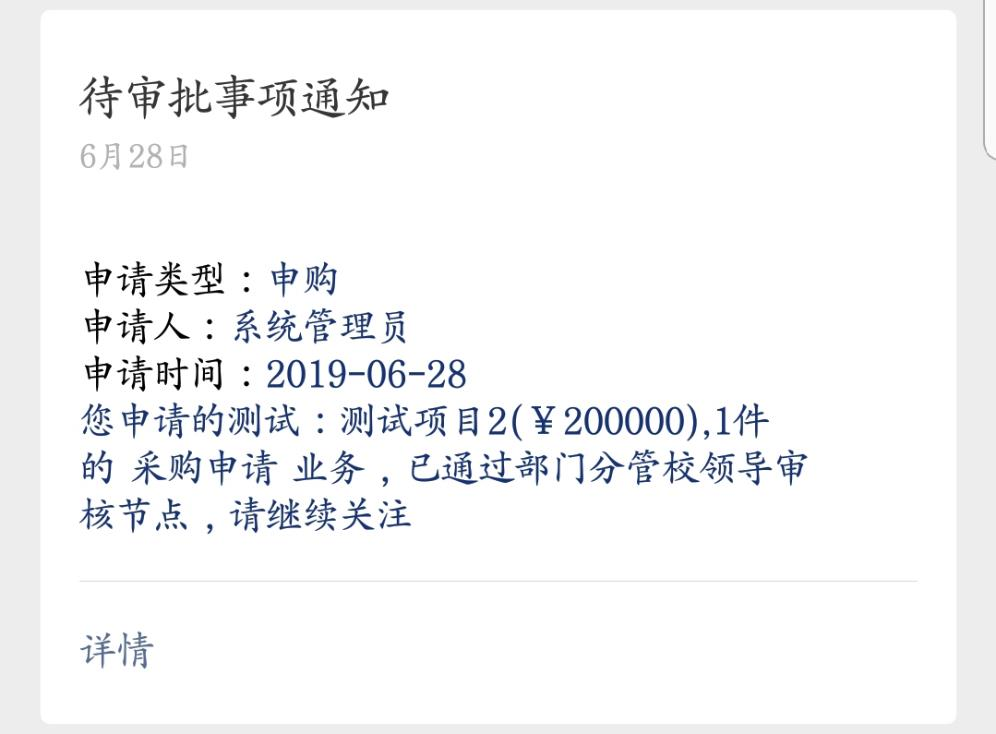 待审批事项通知
6月28日
申请类型：申购
申请人：系统管理员
申请时间：2019-06-28
您申请的测试：测试项目2(￥200000),1件
的 采购申请 业务，已通过部门分管校领导审
核节点，请继续关注
详情